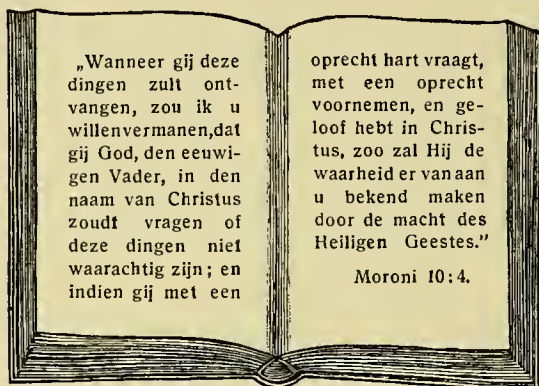 „Wanneer gij deze
dingen zult ont-
vangen, zou ik u
willenvermanen,dat
gij God, den eeuwi-
gen Vader, in den
naam van Christus
zoudt vragen of
deze dingen niet
waarachtig zijn; en
indien gij met een
oprecht hart vraagt,
met een oprecht
voornemen, en ge-
loof hebt in Chris-
tus, zoo zal Hij de
waarheid er van aan
u bekend maken
door de macht des
Heiligen Geestes.”
Moroni 10:4.